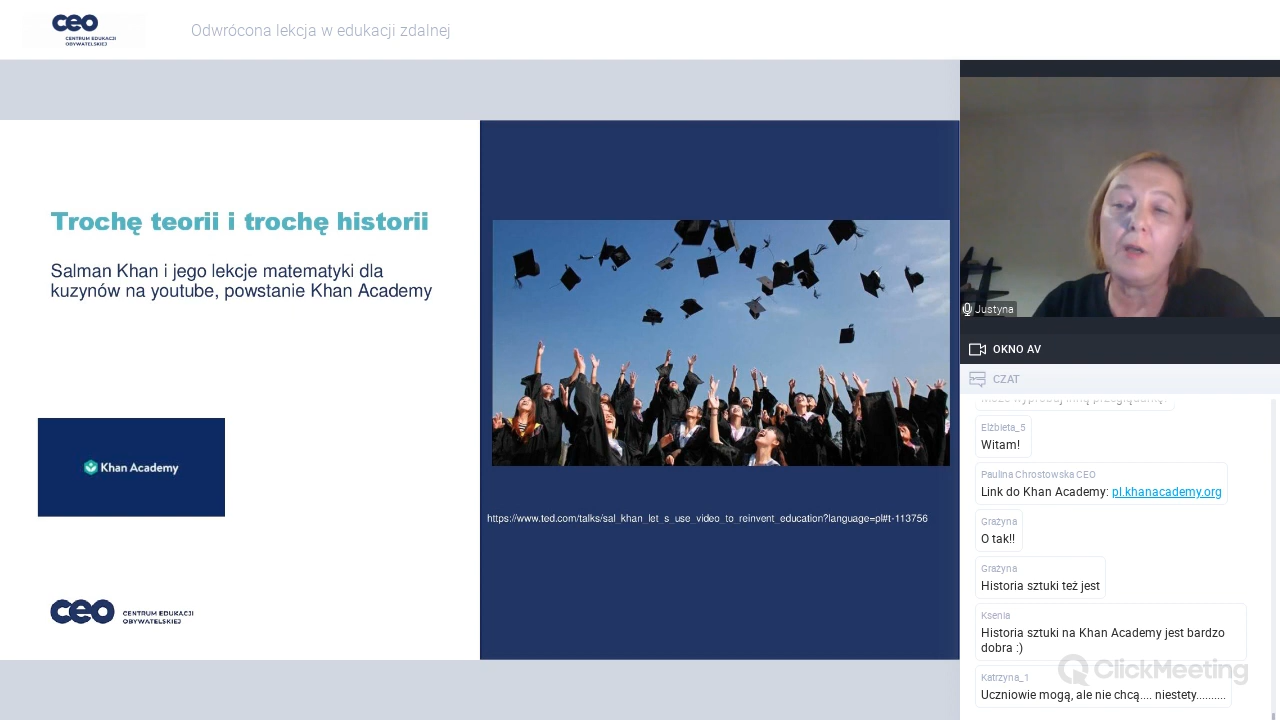 ceo
CENTRUM EDUKACJI
OBYWATELSKIEJ
Odwrócona lekcja w edukacji zdalnej
Trochę teorii i trochę historii
Salman Khan i jego lekcje matematyki dla
kuzynów na youtube, powstanie Khan Academy
Khan Academy
ceo
CENTRUM EDUKACJI
OBYWATELSKIEJ
https://www.ted.com/talks/sal_khan_let_s_use_video_to_reinvent_education?language=pl#t-113756
Justyna
OKNO AV
CZAT
Elżbieta_5
Witam!
Paulina Chrostowska CEO
Link do Khan Academy: pl.khanacademy.org
Grażyna
O tak!!
Grażyna
Historia sztuki też jest
Ksenia
Historia sztuki na Khan Academy jest bardzo
dobra :)
Katrzyna_1
Uczniowie mogą, ale nie chcą.... niestety..........
ClickMeeting